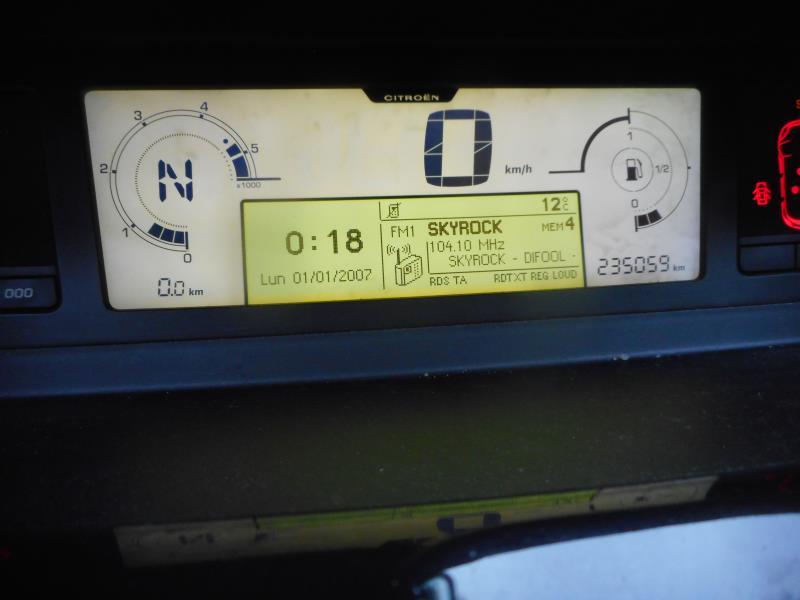 CITROËN
3
4
2
5
x1000
1
0
N
0.0 km
0 km/h
12°C
0:18
Lun 01/01/2007
FM1 SKYROCK MEM4
104.10 MHz
SKYROCK - DIFOOL -
RDS TA RDTXT REG LOUD
1
1/2
0
235059 km
000